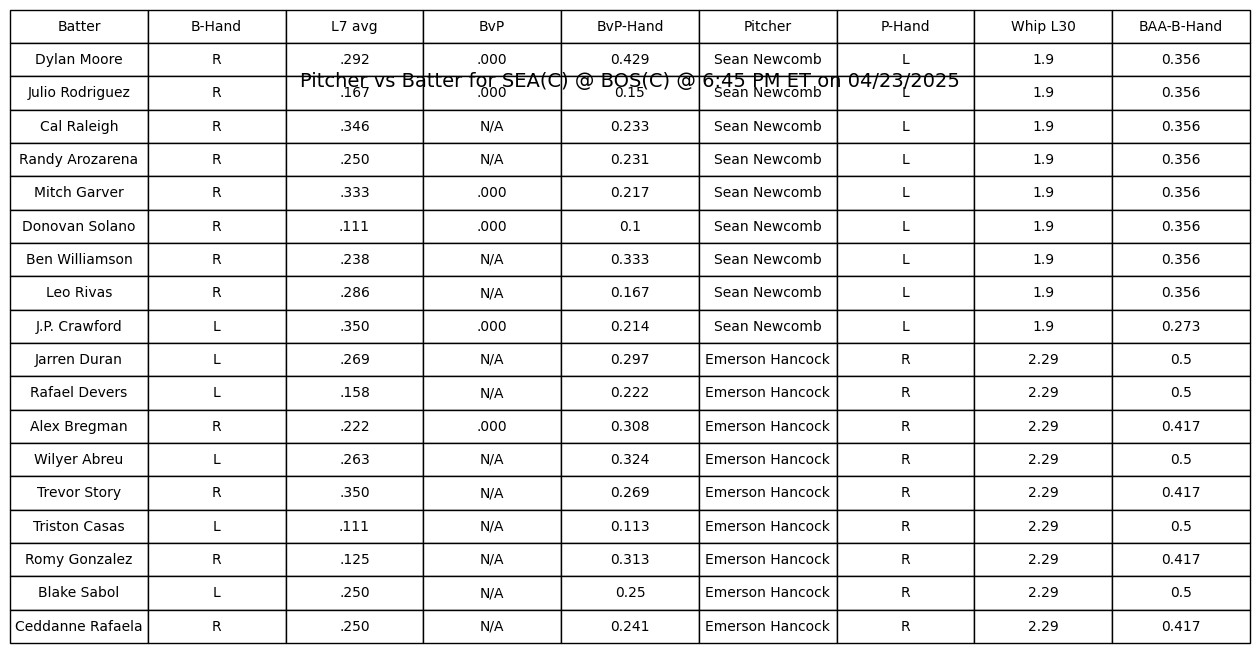 Batter B-Hand L7 avg BvP BvP-Hand Pitcher P-Hand Whip L30 BAA-B-Hand
Dylan Moore R .292 .000 0.429 Sean Newcomb L 1.9 0.356
Pitcher vs Batter for SEA(C) @ BOS(C) @ 6:45 PM ET on 04/23/2025
Julio Rodriguez R .167 .000 0.15 Sean Newcomb L 1.9 0.356
Cal Raleigh R .346 N/A 0.233 Sean Newcomb L 1.9 0.356
Randy Arozarena R .250 N/A 0.231 Sean Newcomb L 1.9 0.356
Mitch Garver R .333 .000 0.217 Sean Newcomb L 1.9 0.356
Donovan Solano R .111 .000 0.1 Sean Newcomb L 1.9 0.356
Ben Williamson R .238 N/A 0.333 Sean Newcomb L 1.9 0.356
Leo Rivas R .286 N/A 0.167 Sean Newcomb L 1.9 0.356
J.P. Crawford L .350 .000 0.214 Sean Newcomb L 1.9 0.273
Jarren Duran L .269 N/A 0.297 Emerson Hancock R 2.29 0.5
Rafael Devers L .158 N/A 0.222 Emerson Hancock R 2.29 0.5
Alex Bregman R .222 .000 0.308 Emerson Hancock R 2.29 0.417
Wilyer Abreu L .263 N/A 0.324 Emerson Hancock R 2.29 0.5
Trevor Story R .350 N/A 0.269 Emerson Hancock R 2.29 0.417
Triston Casas L .111 N/A 0.113 Emerson Hancock R 2.29 0.5
Romy Gonzalez R .125 N/A 0.313 Emerson Hancock R 2.29 0.417
Blake Sabol L .250 N/A 0.25 Emerson Hancock R 2.29 0.5
Ceddanne Rafaela R .250 N/A 0.241 Emerson Hancock R 2.29 0.417